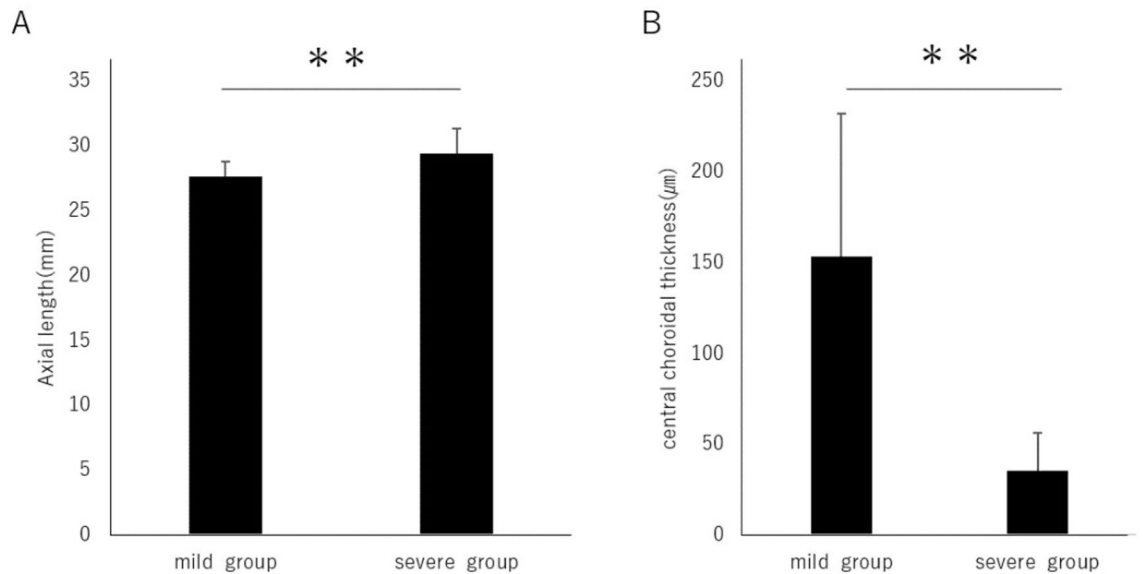 A
B
＊＊
＊＊
Axial length(mm)
35
30
25
20
15
10
5
0
mild group severe group
central choroidal thickness(㎛)
250
200
150
100
50
0
mild group severe group